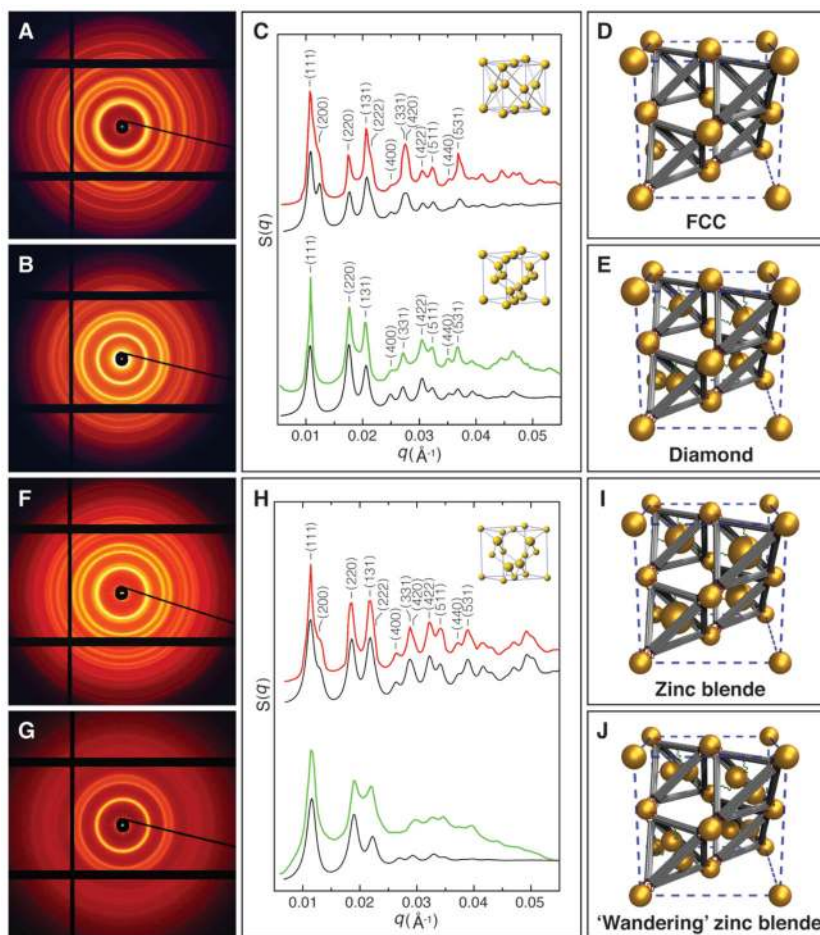 A
B
C
(111)
(200)
(220)
(131)
(222)
(400)
(331)
(420)
(422)
(511)
(440)
(531)
S(q)
(111)
(220)
(131)
(400)
(331)
(422)
(511)
(440)
(531)
0.01 0.02 0.03 0.04 0.05
q(Å-1)
D
FCC
E
Diamond
F
G
H
(111)
(200)
(220)
(131)
(222)
(400)
(331)
(420)
(422)
(511)
(440)
(531)
S(q)
0.01 0.02 0.03 0.04 0.05
q(Å-1)
I
Zinc blende
J
'Wandering' zinc blende